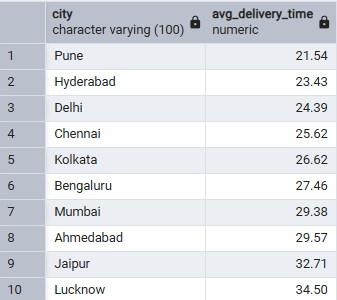 city avg_delivery_time
character varying (100) numeric
1 Pune 21.54
2 Hyderabad 23.43
3 Delhi 24.39
4 Chennai 25.62
5 Kolkata 26.62
6 Bengaluru 27.46
7 Mumbai 29.38
8 Ahmedabad 29.57
9 Jaipur 32.71
10 Lucknow 34.50